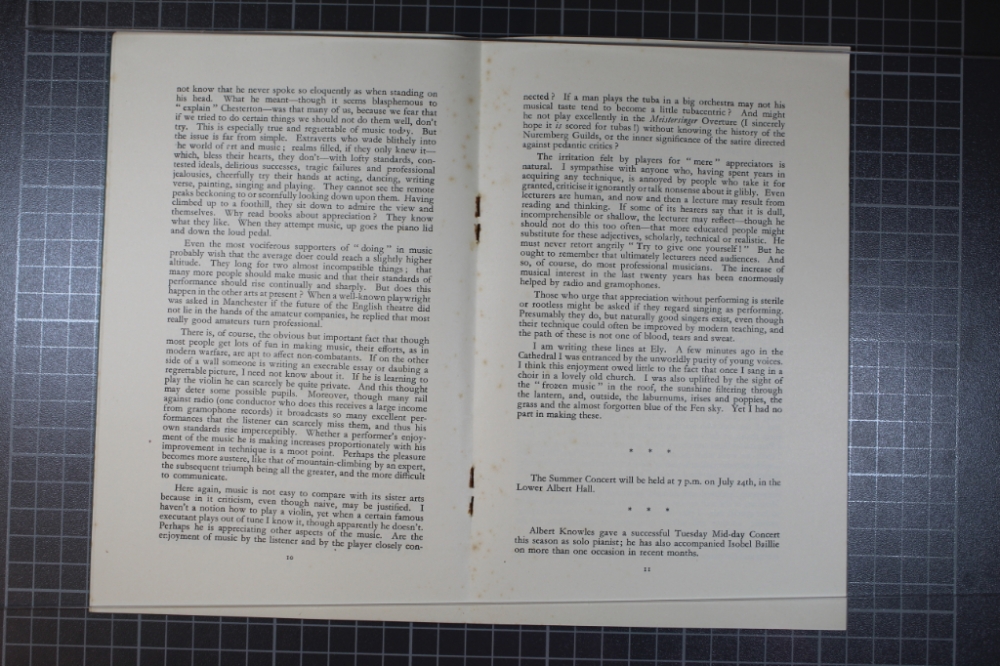 not know that he never spoke so eloquently as when standing on
his head. What he meant—though it seems blasphemous to
" explain " Chesterton—was that many of us, because we fear that
if we tried to do certain things we should not do them well, don't
try. This is especially true and regrettable of music today. But
the issue is far from simple. Extraverts who wade blithely into
he world of art and music ; realms filled, if they only knew it—
which, bless their hearts, they don't—with lofty standards, con-
tested ideals, delirious successes, tragic failures and professional
jealousies, cheerfully try their hands at acting, dancing, writing
verse, painting, singing and playing. They cannot see the remote
peaks beckoning to or scornfully looking down upon them. Having
climbed up to a foothill, they sit down to admire the view and
themselves. Why read books about appreciation ? They know
what they like. When they attempt music, up goes the piano lid
and down the loud pedal.
Even the most vociferous supporters of " doing " in music
probably wish that the average doer could reach a slightly higher
altitude. They long for two almost incompatible things ; that
many more people should make music and that their standards of
performance should rise continually and sharply. But does this
happen in the other arts at present ? When a well-known playwright
was asked in Manchester if the future of the English theatre did
not lie in the hands of the amateur companies, he replied that most
really good amateurs turn professional.
There is, of course, the obvious but important fact that though
most people get lots of fun in making music, their efforts, as in
modern warfare, are apt to affect non-combatants. If on the other
side of a wall someone is writing an execrable essay or daubing a
regrettable picture, I need not know about it. If he is learning to
play the violin he can scarcely be quite private. And this thought
may deter some possible pupils. Moreover, though many rail
against radio (one conductor who does this receives a large income
from gramophone records) it broadcasts so many excellent per-
formances that the listener can scarcely miss them, and thus his
own standards rise imperceptibly. Whether a performer's enjoy-
ment of the music he is making increases proportionately with his
improvement in technique is a moot point. Perhaps the pleasure
becomes more austere, like that of mountain-climbing by an expert,
the subsequent triumph being all the greater, and the more difficult
to communicate.
Here again, music is not easy to compare with its sister arts
because in it criticism, even though naive, may be justified. I
haven't a notion how to play a violin, yet when a certain famous
executant plays out of tune I know it, though apparently he doesn't.
Perhaps he is appreciating other aspects of the music. Are the
enjoyment of music by the listener and by the player closely con-
10
nected ? If a man plays the tuba in a big orchestra may not his
musical taste tend to become a little tubacentric ? And might
he not play excellently in the Meistersinger Overture (I sincerely
hope it is scored for tubas !) without knowing the history of the
Nuremberg Guilds, or the inner significance of the satire directed
against pedantic critics ?
The irritation felt by players for " mere " appreciators is
natural. I sympathise with anyone who, having spent years in
acquiring any technique, is annoyed by people who take it for
granted, criticise it ignorantly or talk nonsense about it glibly. Even
lecturers are human, and now and then a lecture may result from
reading and thinking. If some of its hearers say that it is dull,
incomprehensible or shallow, the lecturer may reflect—though he
should not do this too often—that more educated people might
substitute for these adjectives, scholarly, technical or realistic. He
must never retort angrily " Try to give one yourself ! " But he
ought to remember that ultimately lecturers need audiences. And
so, of course, do most professional musicians. The increase of
musical interest in the last twenty years has been enormously
helped by radio and gramophones.
Those who urge that appreciation without performing is sterile
or rootless might be asked if they regard singing as performing.
Presumably they do, but naturally good singers exist, even though
their technique could often be improved by modern teaching, and
the path of these is not one of blood, tears and sweat.
I am writing these lines at Ely. A few minutes ago in the
Cathedral I was entranced by the unworldly purity of young voices.
I think this enjoyment owed little to the fact that once I sang in a
choir in a lovely old church. I was also uplifted by the sight of
the " frozen music " in the roof, the sunshine filtering through
the lantern, and, outside, the laburnums, irises and poppies, the
grass and the almost forgotten blue of the Fen sky. Yet I had no
part in making these.
* * *
The Summer Concert will be held at 7 p.m. on July 24th, in the
Lower Albert Hall.
* * *
Albert Knowles gave a successful Tuesday Mid-day Concert
this season as solo pianist; he has also accompanied Isobel Baillie
on more than one occasion in recent months.
11